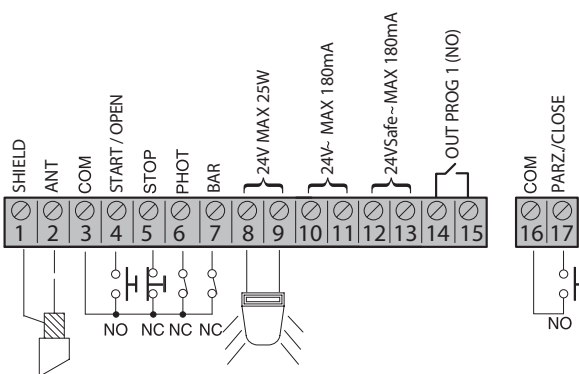 SHIELD
ANT
COM
START / OPEN
STOP
PHOT
BAR
24V MAX 25W
24V~ MAX 180mA
24VSafe~ MAX 180mA
OUT PROG 1 (NO)
COM
PARZ./CLOSE
1 2 3 4 5 6 7 8 9 10 11 12 13 14 15 16 17
NO NC NC NC
NO